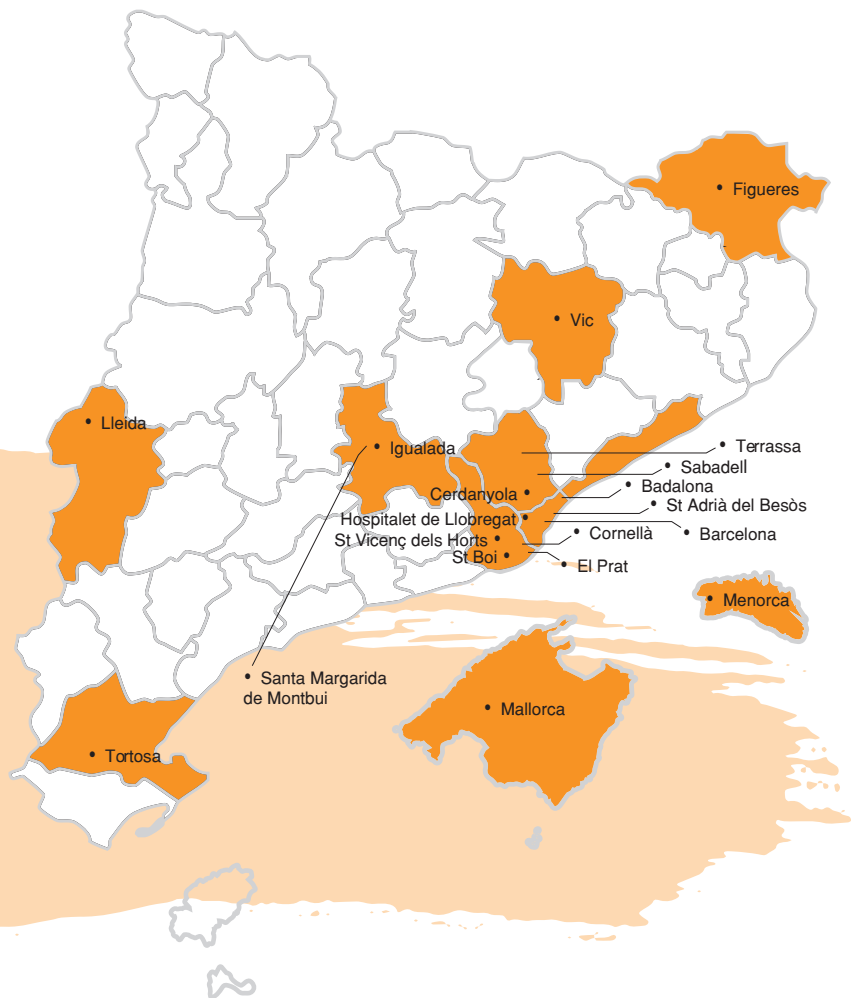 Figueres
Vic
Lleida
Igualada
Terrassa
Sabadell
Cerdanyola
Badalona
St Adrià del Besòs
Hospitalet de Llobregat
Cornellà
Barcelona
St Vicenç dels Horts
St Boi
El Prat
Menorca
Santa Margarida
de Montbui
Mallorca
Tortosa